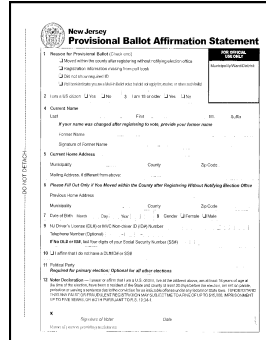 New Jersey
Provisional Ballot Affirmation Statement
FOR OFFICIAL
USE ONLY
Municipality/Ward/District
1 Reason for Provisional Ballot (Check one)
Moved within the county after registering without notifying election office
Registration information missing from poll book
Did not show required ID
2 I am a US citizen Yes No 3 I am 18 or older Yes No
4 Current Name
Last First MI Suffix
If your name was changed after registering to vote, provide your former name
Former Name
Signature of Former Name
5 Current Home Address
Municipality County Zip Code
Mailing Address, if different from above
6 Please Fill Out Only if You Moved within the County after Registering Without Notifying Election Office
Previous Home Address
Municipality County Zip Code
7 Date of Birth Month Day Year 8 Gender Female Male
9 NJ Driver's License (DL#) or MVC Non-driver ID (ID#) Number
Telephone Number (Optional)
If No DL# or ID#, last four digits of your Social Security Number (SS#)
10 I affirm that I do not have a DL#/ID# or SS#
11 Political Party
Required for primary election; Optional for all other elections
12 Voter Declaration
X
Signature of Voter Date
DO NOT DETACH